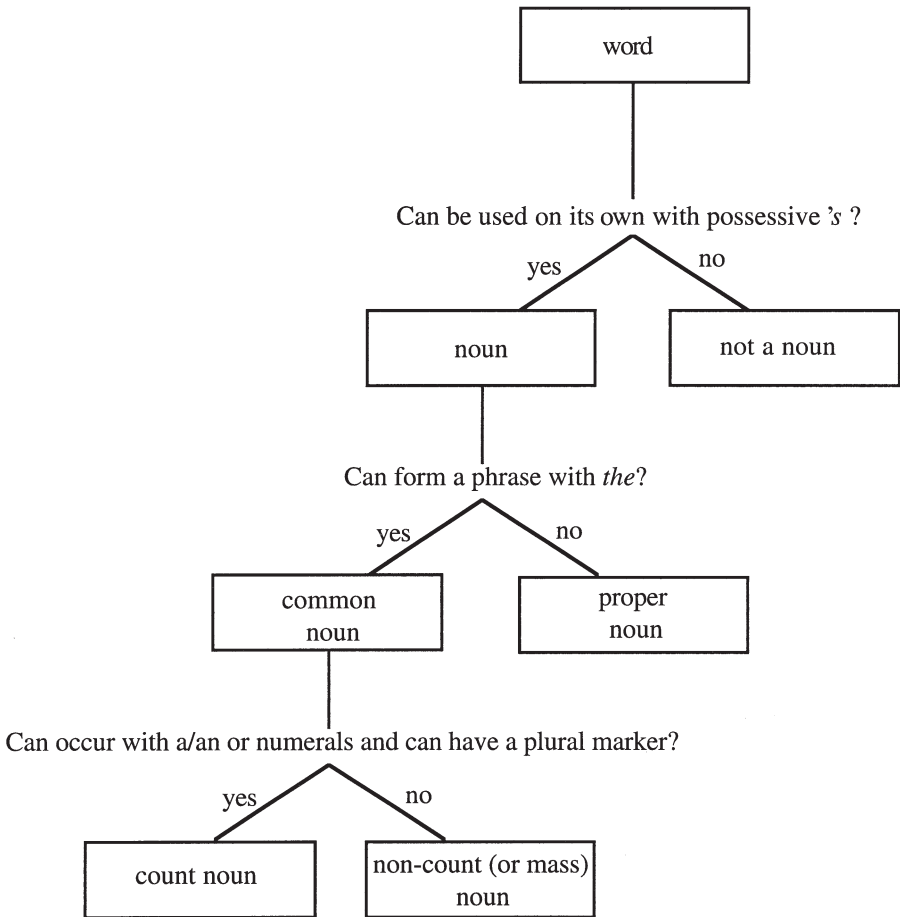 word
Can be used on its own with possessive ’s ?
yes
no
noun
not a noun
Can form a phrase with the?
yes
no
common
noun
proper
noun
Can occur with a/an or numerals and can have a plural marker?
yes
no
count noun
non-count (or mass)
noun